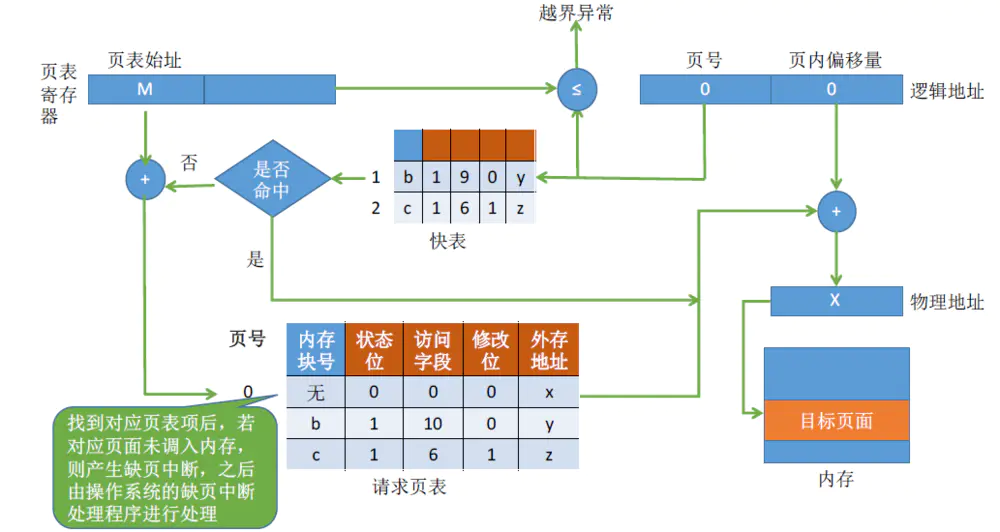 越界异常
页表始址
页号
页内偏移量
页表
寄存
器
M
≤
0
0
逻辑地址
否
是否
命中
+
1
b
1
9
0
y
2
c
1
6
1
z
快表
+
是
X
物理地址
页号
内存
块号
状态
位
访问
字段
修改
位
外存
地址
0
无
0
0
0
x
b
1
10
0
y
c
1
6
1
z
请求页表
找到对应页表项后，若
对应页面未调入内存，
则产生缺页中断，之后
由操作系统的缺页中断
处理程序进行处理
目标页面
内存